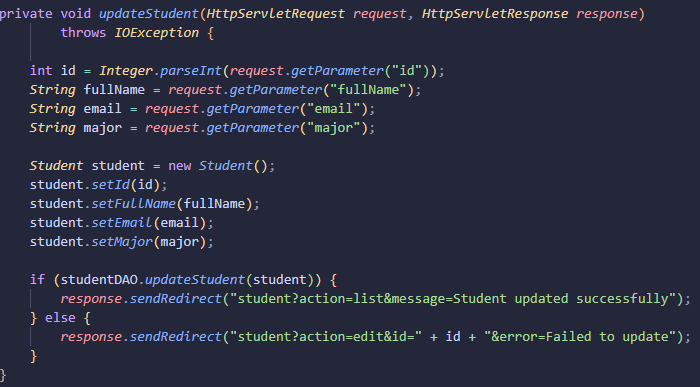 private void updateStudent(HttpServletRequest request, HttpServletResponse response)
        throws IOException {

    int id = Integer.parseInt(request.getParameter("id"));
    String fullName = request.getParameter("fullName");
    String email = request.getParameter("email");
    String major = request.getParameter("major");

    Student student = new Student();
    student.setId(id);
    student.setFullName(fullName);
    student.setEmail(email);
    student.setMajor(major);

    if (studentDAO.updateStudent(student)) {
        response.sendRedirect("student?action=list&message=Student updated successfully");
    } else {
        response.sendRedirect("student?action=edit&id=" + id + "&error=Failed to update");
    }
}